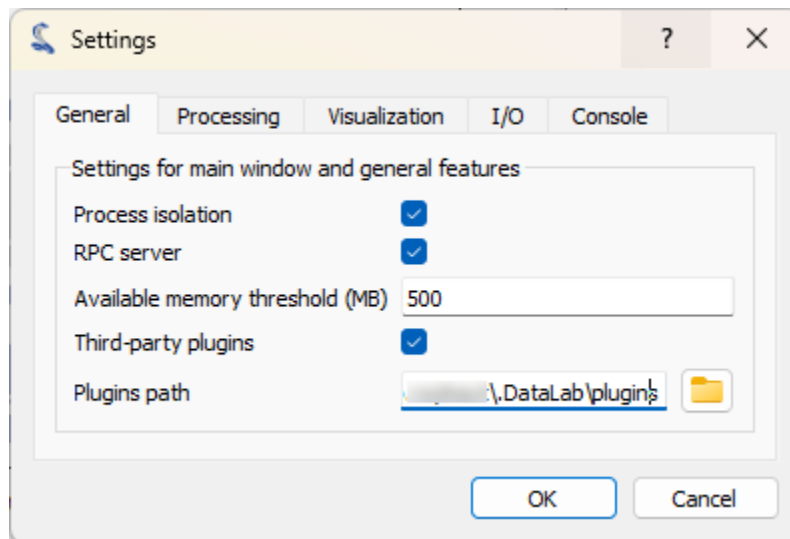 Settings
?
General Processing Visualization I/O Console
Settings for main window and general features
Process isolation
RPC server
Available memory threshold (MB) 500
Third-party plugins
Plugins path \.DataLab\plugins
OK Cancel